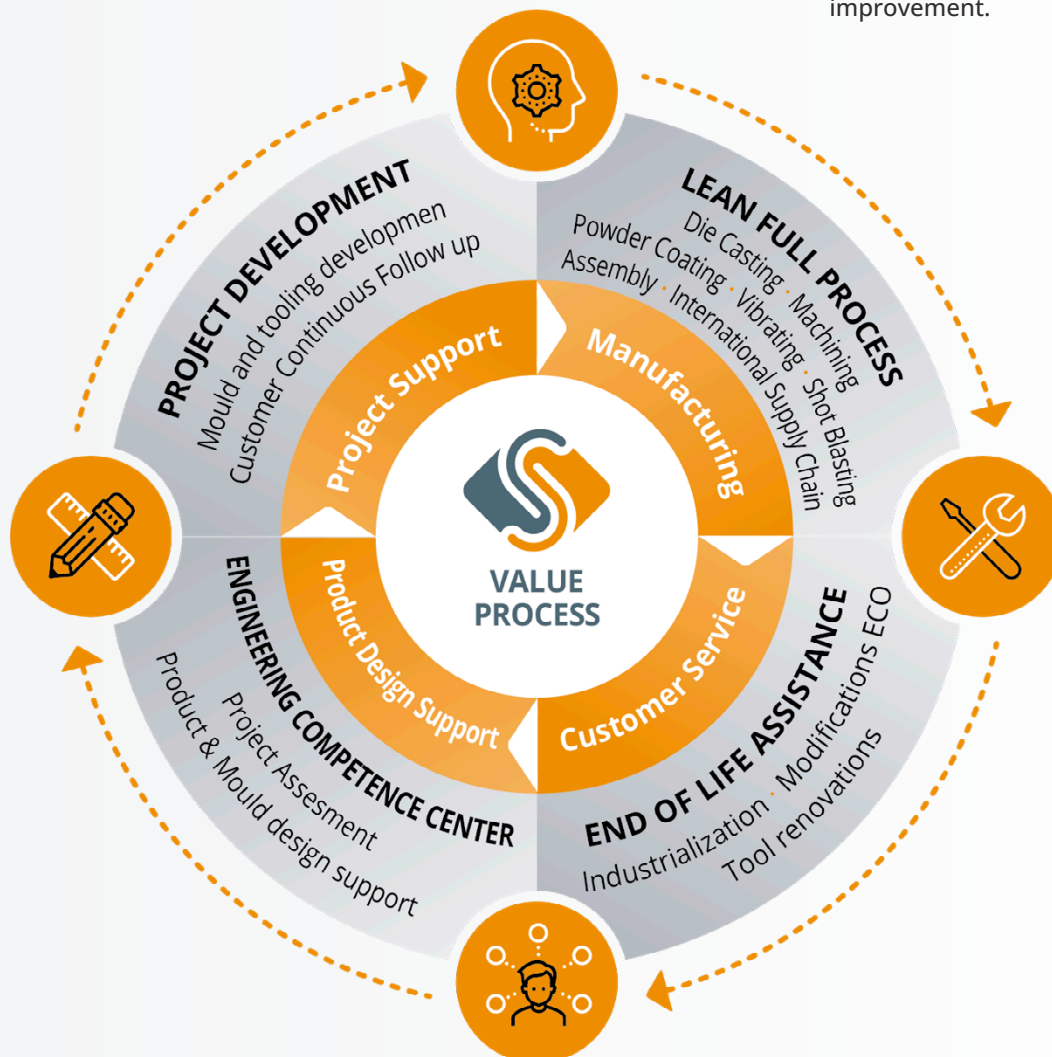 improvement.
PROJECT DEVELOPMENT
Mould and tooling developmen
Customer Continuous Follow up
Project Support
LEAN FULL PROCESS
Die Casting · Machining
Powder Coating · Vibrating · Shot Blasting
Assembly · International Supply Chain
Manufacturing
VALUE
PROCESS
ENGINEERING COMPETENCE CENTER
Project Assesment
Product & Mould design support
Product Design Support
Customer Service
END OF LIFE ASSISTANCE
Industrialization · Modifications ECO
Tool renovations